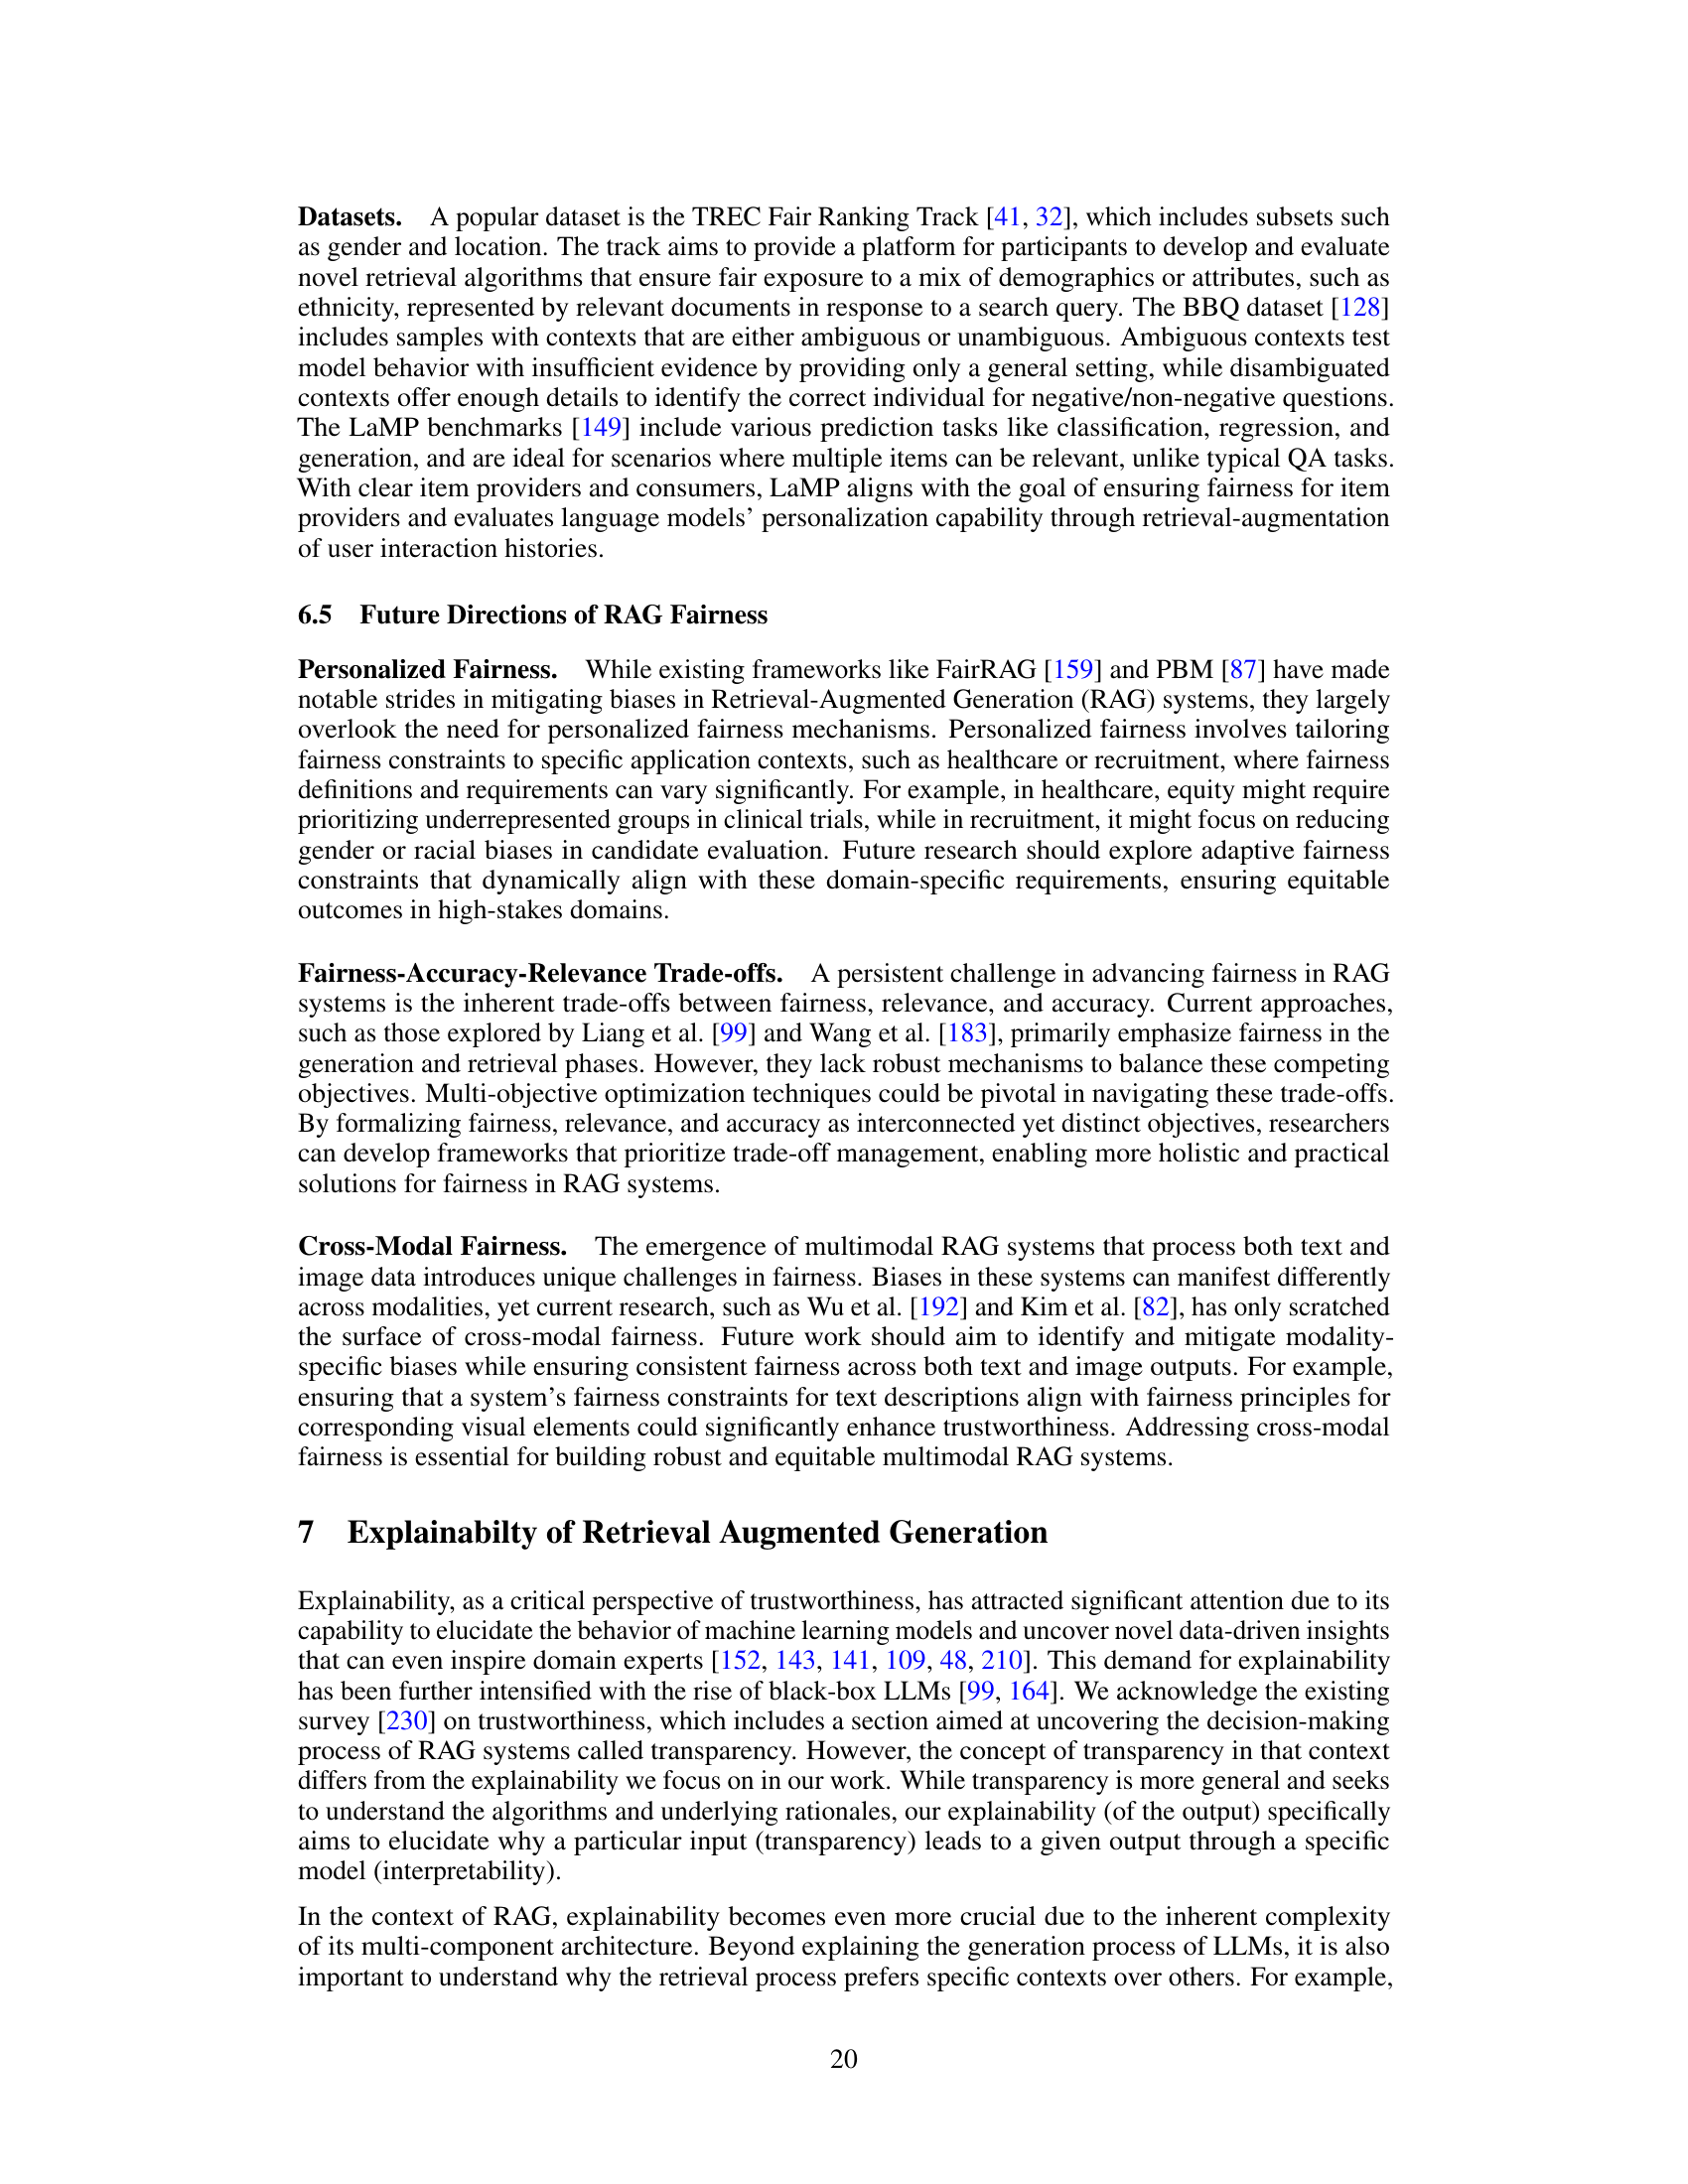 Datasets. A popular dataset is the TREC Fair Ranking Track [41, 32], which includes subsets such
as gender and location. The track aims to provide a platform for participants to develop and evaluate
novel retrieval algorithms that ensure fair exposure to a mix of demographics or attributes, such as
ethnicity, represented by relevant documents in response to a search query. The BBQ dataset [128]
includes samples with contexts that are either ambiguous or unambiguous. Ambiguous contexts test
model behavior with insufficient evidence by providing only a general setting, while disambiguated
contexts offer enough details to identify the correct individual for negative/non-negative questions.
The LaMP benchmarks [149] include various prediction tasks like classification, regression, and
generation, and are ideal for scenarios where multiple items can be relevant, unlike typical QA tasks.
With clear item providers and consumers, LaMP aligns with the goal of ensuring fairness for item
providers and evaluates language models’ personalization capability through retrieval-augmentation
of user interaction histories.
6.5 Future Directions of RAG Fairness
Personalized Fairness. While existing frameworks like FairRAG [159] and PBM [87] have made
notable strides in mitigating biases in Retrieval-Augmented Generation (RAG) systems, they largely
overlook the need for personalized fairness mechanisms. Personalized fairness involves tailoring
fairness constraints to specific application contexts, such as healthcare or recruitment, where fairness
definitions and requirements can vary significantly. For example, in healthcare, equity might require
prioritizing underrepresented groups in clinical trials, while in recruitment, it might focus on reducing
gender or racial biases in candidate evaluation. Future research should explore adaptive fairness
constraints that dynamically align with these domain-specific requirements, ensuring equitable
outcomes in high-stakes domains.
Fairness-Accuracy-Relevance Trade-offs. A persistent challenge in advancing fairness in RAG
systems is the inherent trade-offs between fairness, relevance, and accuracy. Current approaches,
such as those explored by Liang et al. [99] and Wang et al. [183], primarily emphasize fairness in the
generation and retrieval phases. However, they lack robust mechanisms to balance these competing
objectives. Multi-objective optimization techniques could be pivotal in navigating these trade-offs.
By formalizing fairness, relevance, and accuracy as interconnected yet distinct objectives, researchers
can develop frameworks that prioritize trade-off management, enabling more holistic and practical
solutions for fairness in RAG systems.
Cross-Modal Fairness. The emergence of multimodal RAG systems that process both text and
image data introduces unique challenges in fairness. Biases in these systems can manifest differently
across modalities, yet current research, such as Wu et al. [192] and Kim et al. [82], has only scratched
the surface of cross-modal fairness. Future work should aim to identify and mitigate modality-
specific biases while ensuring consistent fairness across both text and image outputs. For example,
ensuring that a system’s fairness constraints for text descriptions align with fairness principles for
corresponding visual elements could significantly enhance trustworthiness. Addressing cross-modal
fairness is essential for building robust and equitable multimodal RAG systems.
7 Explainabilty of Retrieval Augmented Generation
Explainability, as a critical perspective of trustworthiness, has attracted significant attention due to its
capability to elucidate the behavior of machine learning models and uncover novel data-driven insights
that can even inspire domain experts [152, 143, 141, 109, 48, 210]. This demand for explainability
has been further intensified with the rise of black-box LLMs [99, 164]. We acknowledge the existing
survey [230] on trustworthiness, which includes a section aimed at uncovering the decision-making
process of RAG systems called transparency. However, the concept of transparency in that context
differs from the explainability we focus on in our work. While transparency is more general and seeks
to understand the algorithms and underlying rationales, our explainability (of the output) specifically
aims to elucidate why a particular input (transparency) leads to a given output through a specific
model (interpretability).
In the context of RAG, explainability becomes even more crucial due to the inherent complexity
of its multi-component architecture. Beyond explaining the generation process of LLMs, it is also
important to understand why the retrieval process prefers specific contexts over others. For example,
20